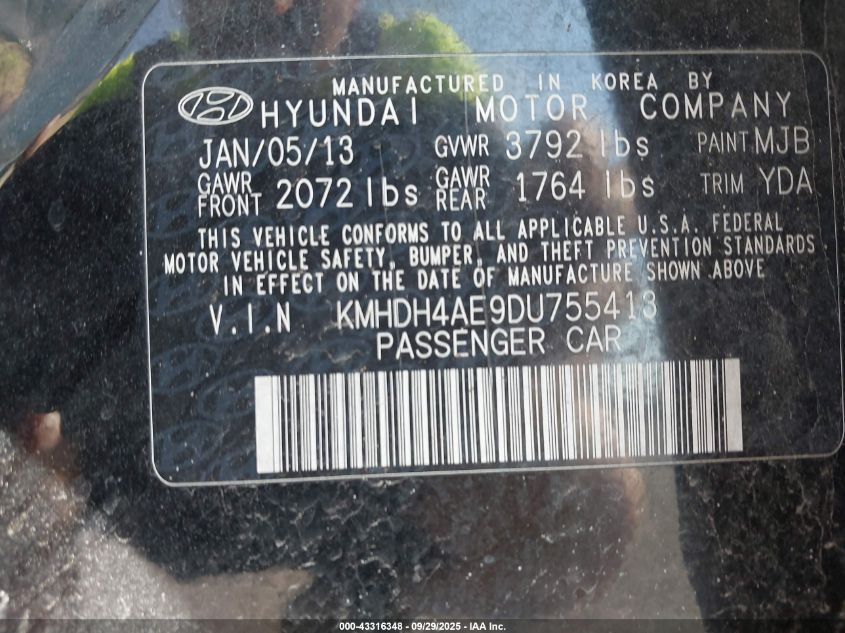 MANUFACTURED IN KOREA BY
HYUNDAI MOTOR COMPANY
JAN/05/13 GVWR 3792 lbs PAINT MJB
GAWR FRONT 2072 lbs GAWR REAR 1764 lbs TRIM YDA
THIS VEHICLE CONFORMS TO ALL APPLICABLE U.S.A. FEDERAL
MOTOR VEHICLE SAFETY, BUMPER, AND THEFT PREVENTION STANDARDS
IN EFFECT ON THE DATE OF MANUFACTURE SHOWN ABOVE
V.I.N KMHDH4AE9DU755413
PASSENGER CAR
000-43316348 - 09/29/2025 - IAA Inc.